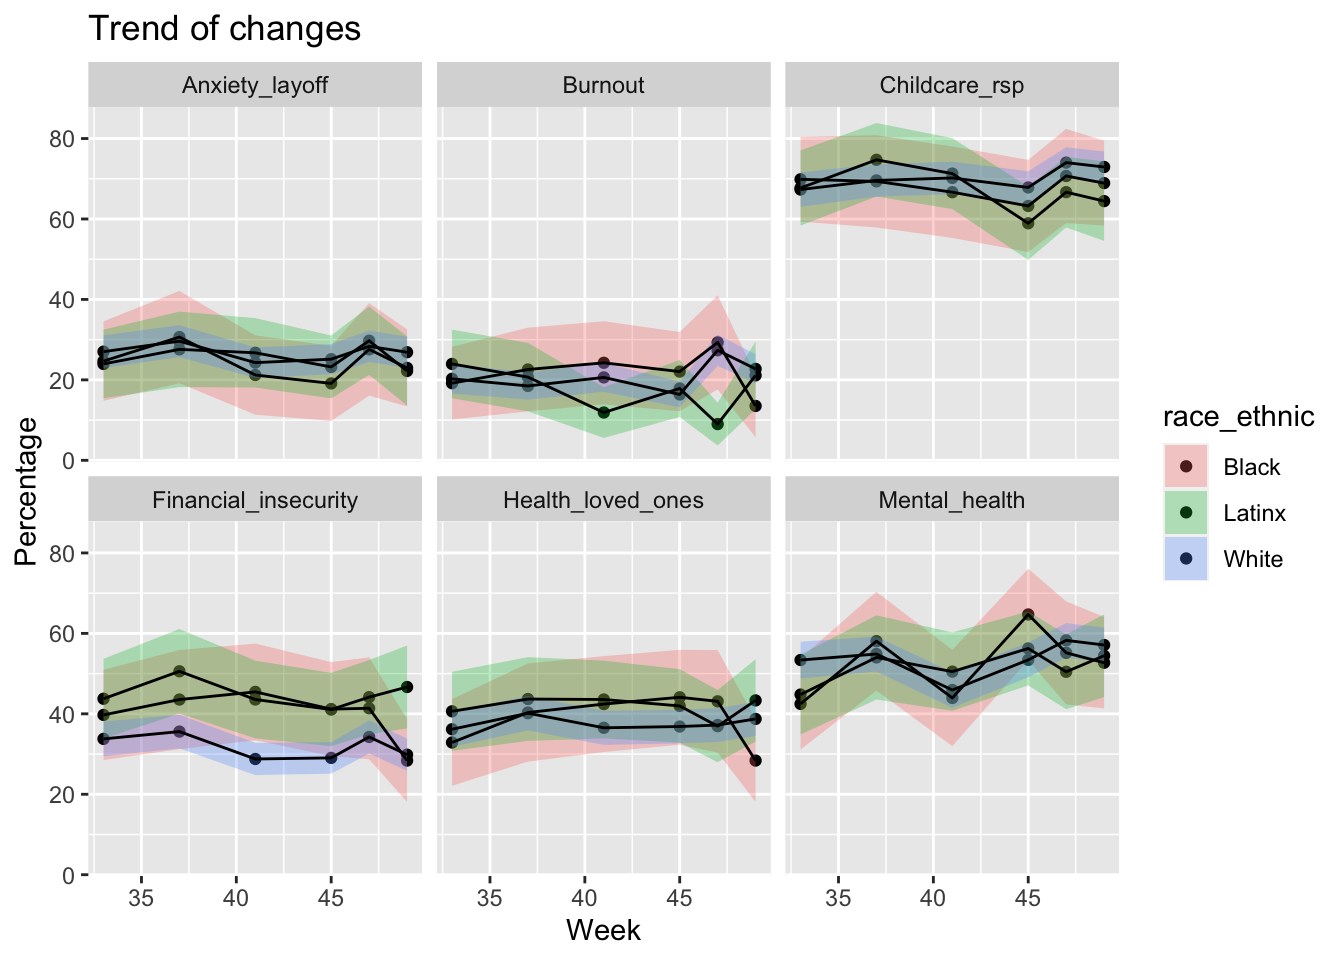 Trend of changes
Anxiety_layoff
Burnout
Childcare_rsp
80
60
40
20
0
Financial_insecurity
Health_loved_ones
Mental_health
80
60
40
20
0
35
40
45
35
40
45
35
40
45
Week
Percentage
race_ethnic
Black
Latinx
White